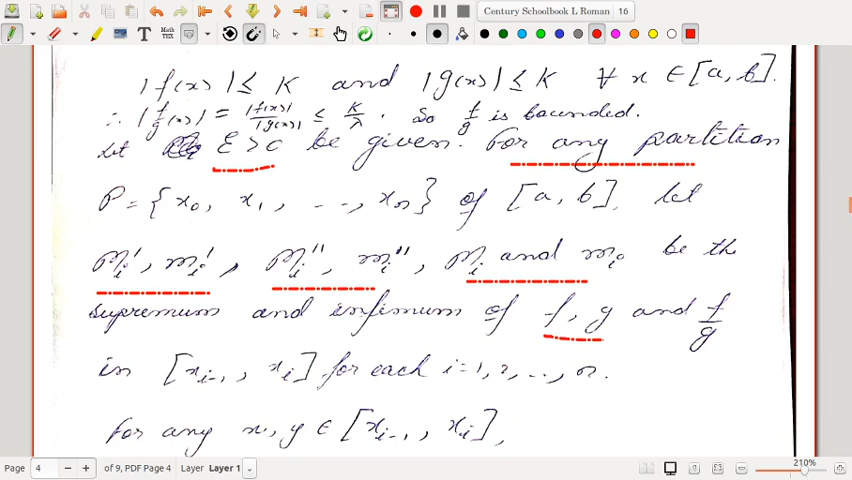 Century Schoolbook L Roman 16
|f(x)| ≤ K and |g(x)| ≤ K ∀ x ∈ [a, b].
∴ |f/g (x)| = |f(x)|/|g(x)| ≤ K/λ. So f/g is bounded.
Let ε > 0 be given. For any partition
P = {x₀, x₁, ..., xₙ} of [a, b], let
Mᵢ', mᵢ', Mᵢ'', mᵢ'', Mᵢ and mᵢ be the
supremum and infimum of f, g and f/g
in [xᵢ₋₁, xᵢ] for each i=1, 2, ..., n.
For any x, y ∈ [xᵢ₋₁, xᵢ],
Page 4 of 9, PDF Page 4 Layer Layer 1 210%